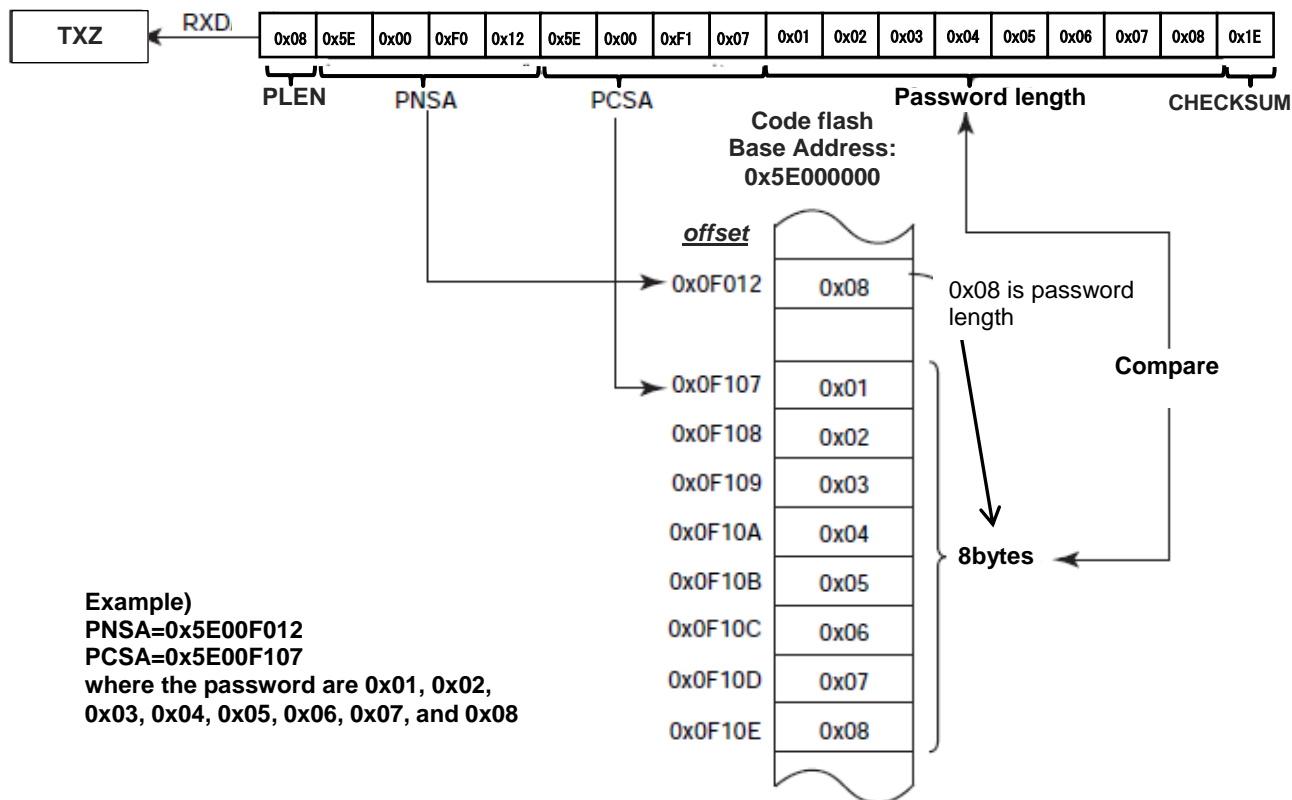 TXZ
RXD
0x08 0x5E 0x00 0xF0 0x12 0x5E 0x00 0xF1 0x07 0x01 0x02 0x03 0x04 0x05 0x06 0x07 0x08 0x1E
PLEN PNSA PCSA Password length CHECKSUM
Code flash
Base Address:
0x5E000000
offset
0x0F012 0x08
0x08 is password
length
Compare
0x0F107 0x01
0x0F108 0x02
0x0F109 0x03
0x0F10A 0x04
0x0F10B 0x05
0x0F10C 0x06
0x0F10D 0x07
0x0F10E 0x08
8bytes
Example)
PNSA=0x5E00F012
PCSA=0x5E00F107
where the password are 0x01, 0x02,
0x03, 0x04, 0x05, 0x06, 0x07, and 0x08